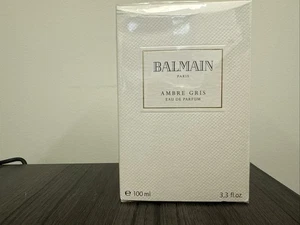 BALMAIN
PARIS
AMBRE GRIS
EAU DE PARFUM
e 100 ml
3,3 fl.oz.